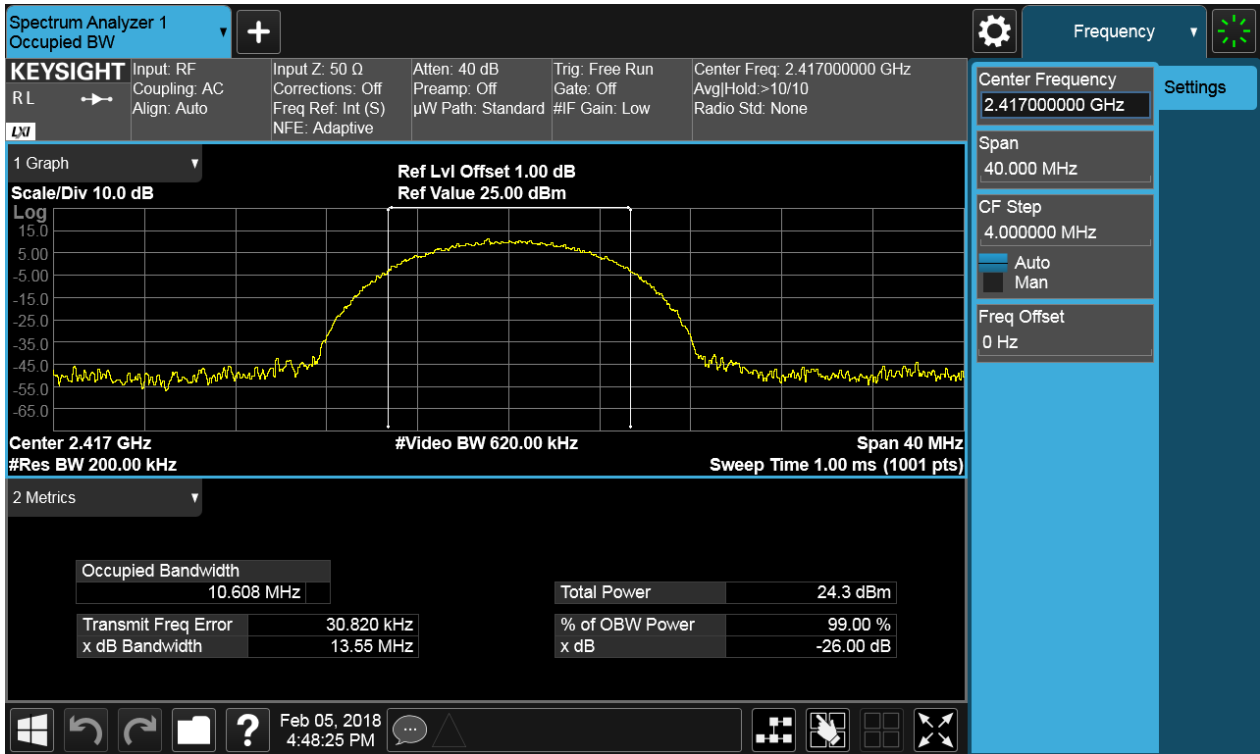 Spectrum Analyzer 1
Occupied BW
Frequency
KEYSIGHT
R L
LXI
Input: RF
Coupling: AC
Align: Auto
Input Z: 50 Ω
Corrections: Off
Freq Ref: Int (S)
NFE: Adaptive
Atten: 40 dB
Preamp: Off
µW Path: Standard
Trig: Free Run
Gate: Off
#IF Gain: Low
Center Freq: 2.417000000 GHz
Avg|Hold:>10/10
Radio Std: None
Center Frequency
2.417000000 GHz
Settings
Span
40.000 MHz
CF Step
4.000000 MHz
Auto
Man
Freq Offset
0 Hz
1 Graph
Scale/Div 10.0 dB
Ref Lvl Offset 1.00 dB
Ref Value 25.00 dBm
Log
15.0
5.00
-5.00
-15.0
-25.0
-35.0
-45.0
-55.0
-65.0
Center 2.417 GHz
#Video BW 620.00 kHz
Span 40 MHz
#Res BW 200.00 kHz
Sweep Time 1.00 ms (1001 pts)
2 Metrics
Occupied Bandwidth
10.608 MHz
Total Power 24.3 dBm
Transmit Freq Error 30.820 kHz
% of OBW Power 99.00 %
x dB Bandwidth 13.55 MHz
x dB -26.00 dB
?
Feb 05, 2018
4:48:25 PM